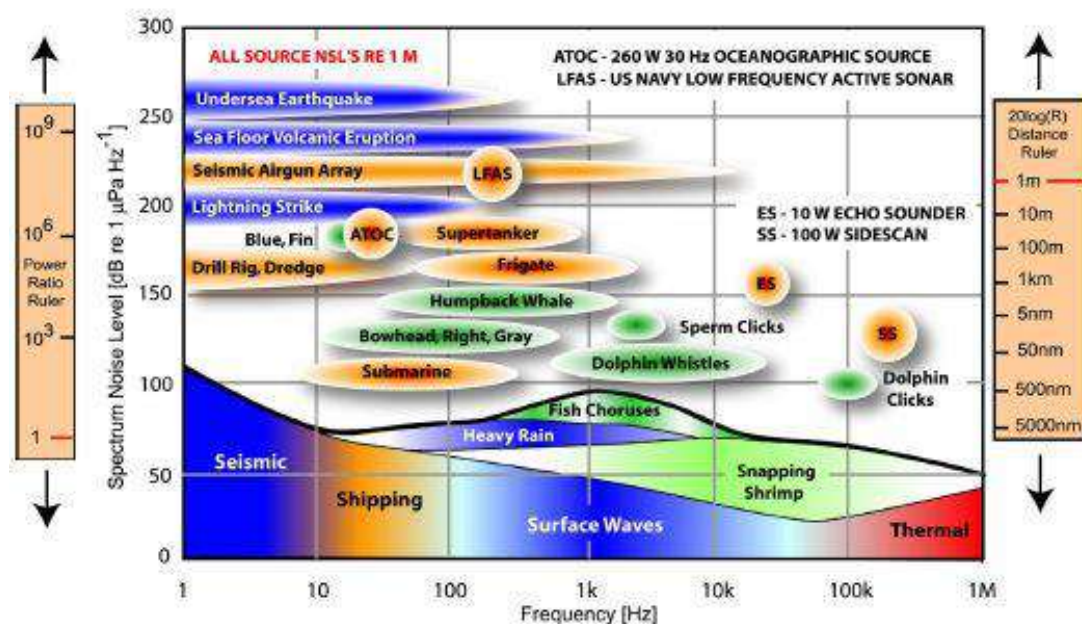 300
ALL SOURCE NSL'S RE 1 M
ATOC - 260 W 30 Hz OCEANOGRAPHIC SOURCE
LFAS - US NAVY LOW FREQUENCY ACTIVE SONAR
Undersea Earthquake
250
Sea Floor Volcanic Eruption
Seismic Airgun Array
LFAS
200
Lightning Strike
ES - 10 W ECHO SOUNDER
SS - 100 W SIDESCAN
Blue, Fin
ATOC
Supertanker
Drill Rig, Dredge
Frigate
ES
150
Humpback Whale
Sperm Clicks
SS
Bowhead, Right, Gray
Submarine
Dolphin Whistles
Dolphin
Clicks
100
Fish Choruses
Heavy Rain
Seismic
50
Shipping
Snapping
Shrimp
Surface Waves
Thermal
0
1
10
100
1k
10k
100k
1M
Frequency [Hz]
Spectrum Noise Level [dB re 1 μPa Hz⁻¹]
10⁹
10⁶
Power
Ratio
Ruler
10³
1
20log(R)
Distance
Ruler
1m
10m
100m
1km
5nm
50nm
500nm
5000nm